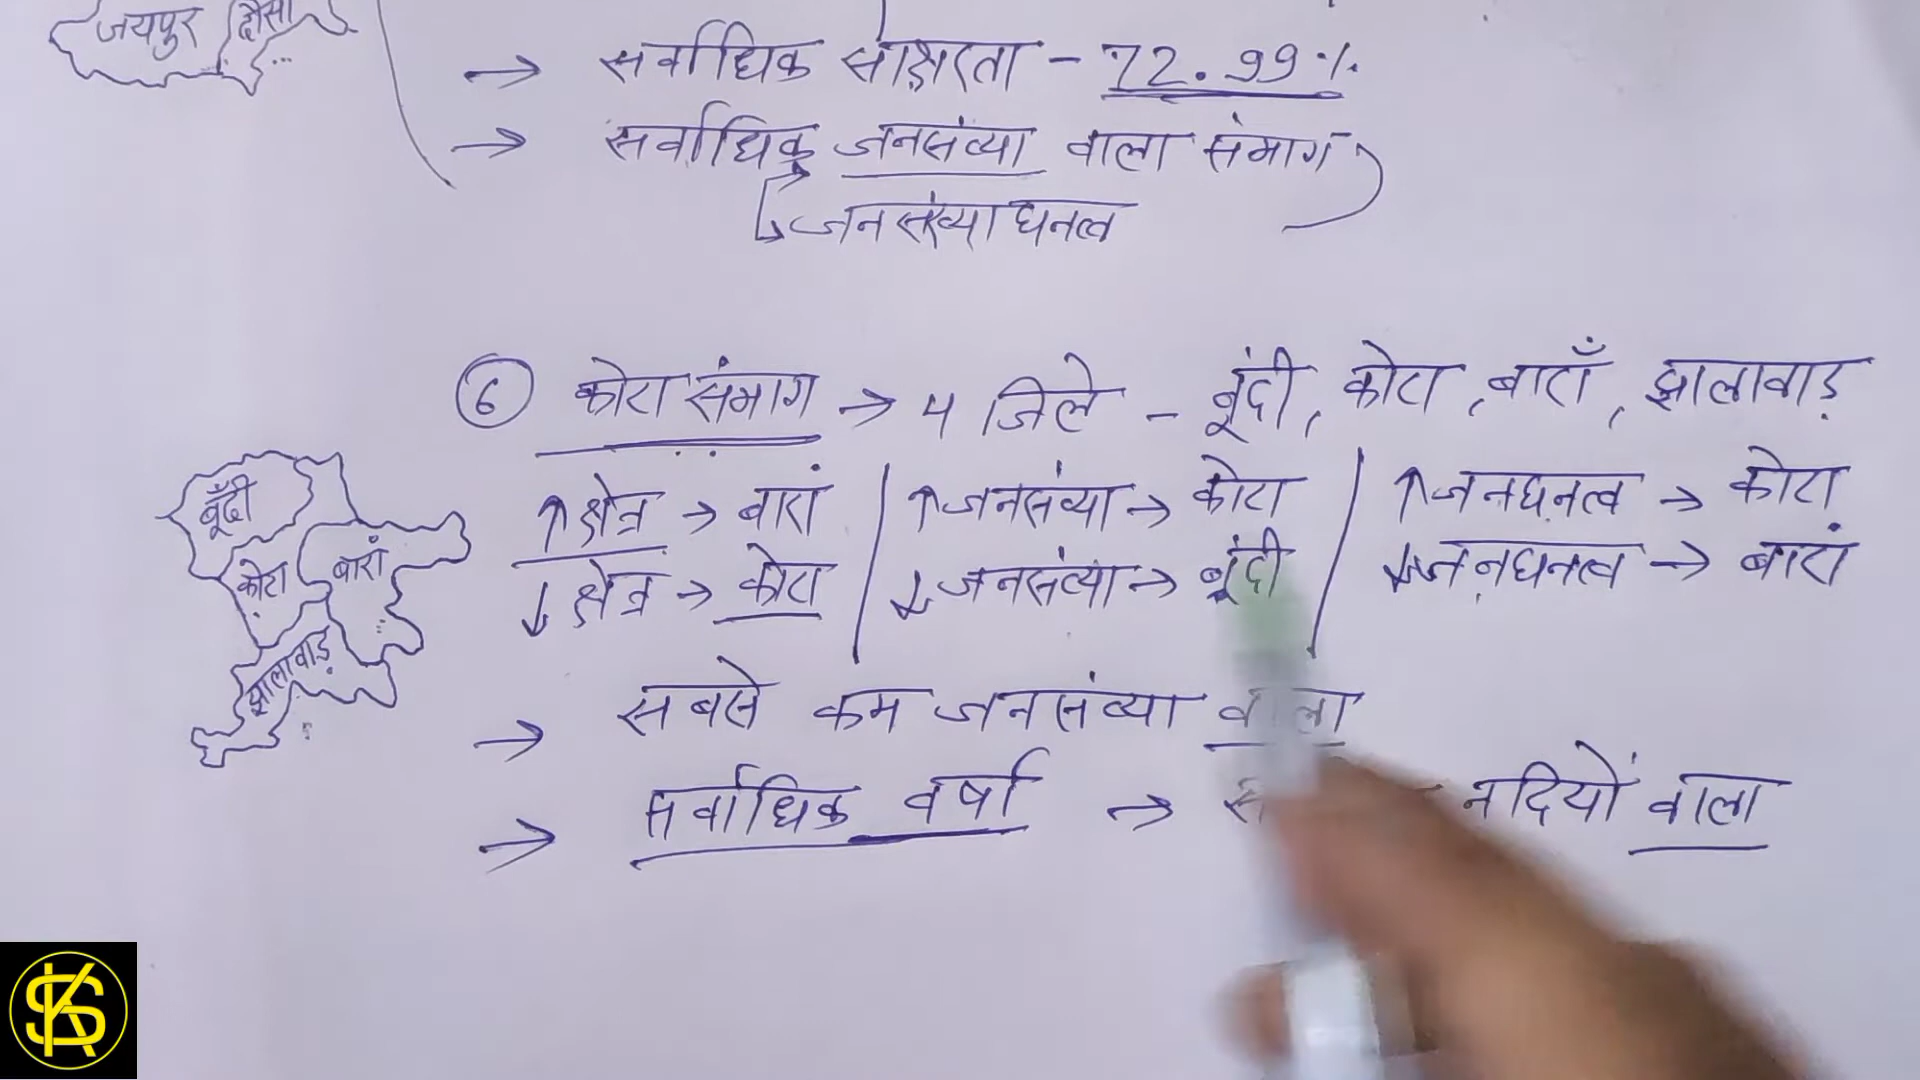 जयपुर दौसा
→ सर्वाधिक साक्षरता - 72.99%
→ सर्वाधिक जनसंख्या वाला संभाग
जनसंख्या घनत्व
⑥ कोटा संभाग → 4 जिले - बूंदी, कोटा, बाराँ, झालावाड़
↑ क्षेत्र → बारां | ↑ जनसंख्या → कोटा | ↑ जनघनत्व → कोटा
↓ क्षेत्र → कोटा | ↓ जनसंख्या → बूंदी | ↓ जनघनत्व → बारां
बूँदी
कोटा बारां
झालावाड़
→ सबसे कम जनसंख्या वाला
→ सर्वाधिक वर्षा → नदियों वाला